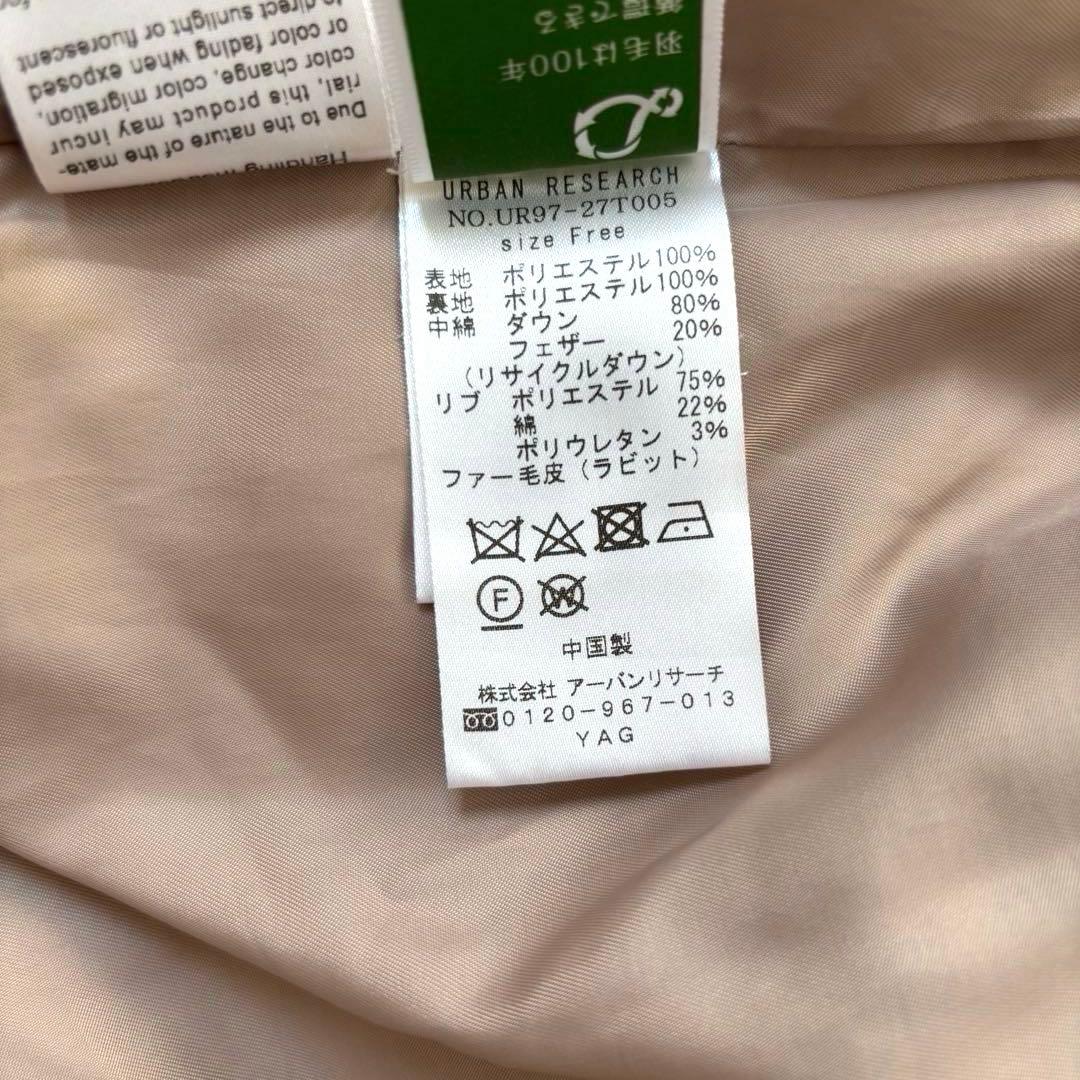 Due to the nature of the mate-
rial, this product may incur
color change, color migration,
or color fading when exposed
to direct sunlight or fluorescent
羽毛は100年
循環できる
URBAN RESEARCH
NO.UR97-27T005
size Free
表地 ポリエステル100%
裏地 ポリエステル100%
中綿 ダウン 80%
フェザー 20%
(リサイクルダウン)
リブ ポリエステル 75%
綿 22%
ポリウレタン 3%
ファー毛皮(ラビット)
F
W
中国製
株式会社 アーバンリサーチ
0120-967-013
YAG